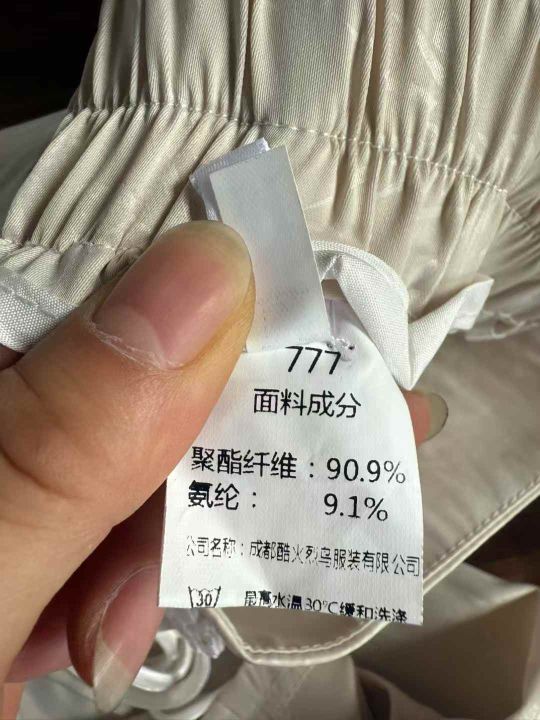 777
面料成分
聚酯纤维：90.9%
氨纶： 9.1%
公司名称：成都酷火烈鸟服装有限公司
30 最高水温30℃缓和洗涤